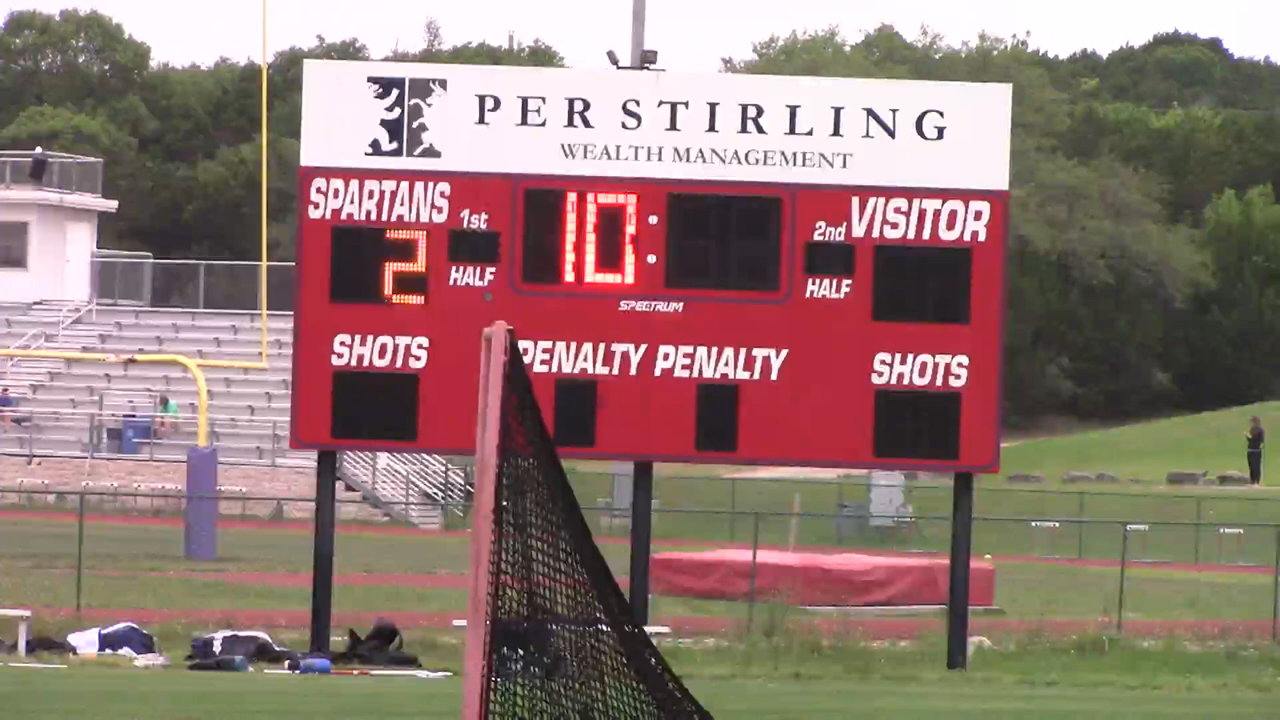 PER STIRLING
WEALTH MANAGEMENT
SPARTANS
1st
10:
2nd
VISITOR
2
HALF
HALF
SPECTRUM
SHOTS
PENALTY PENALTY
SHOTS